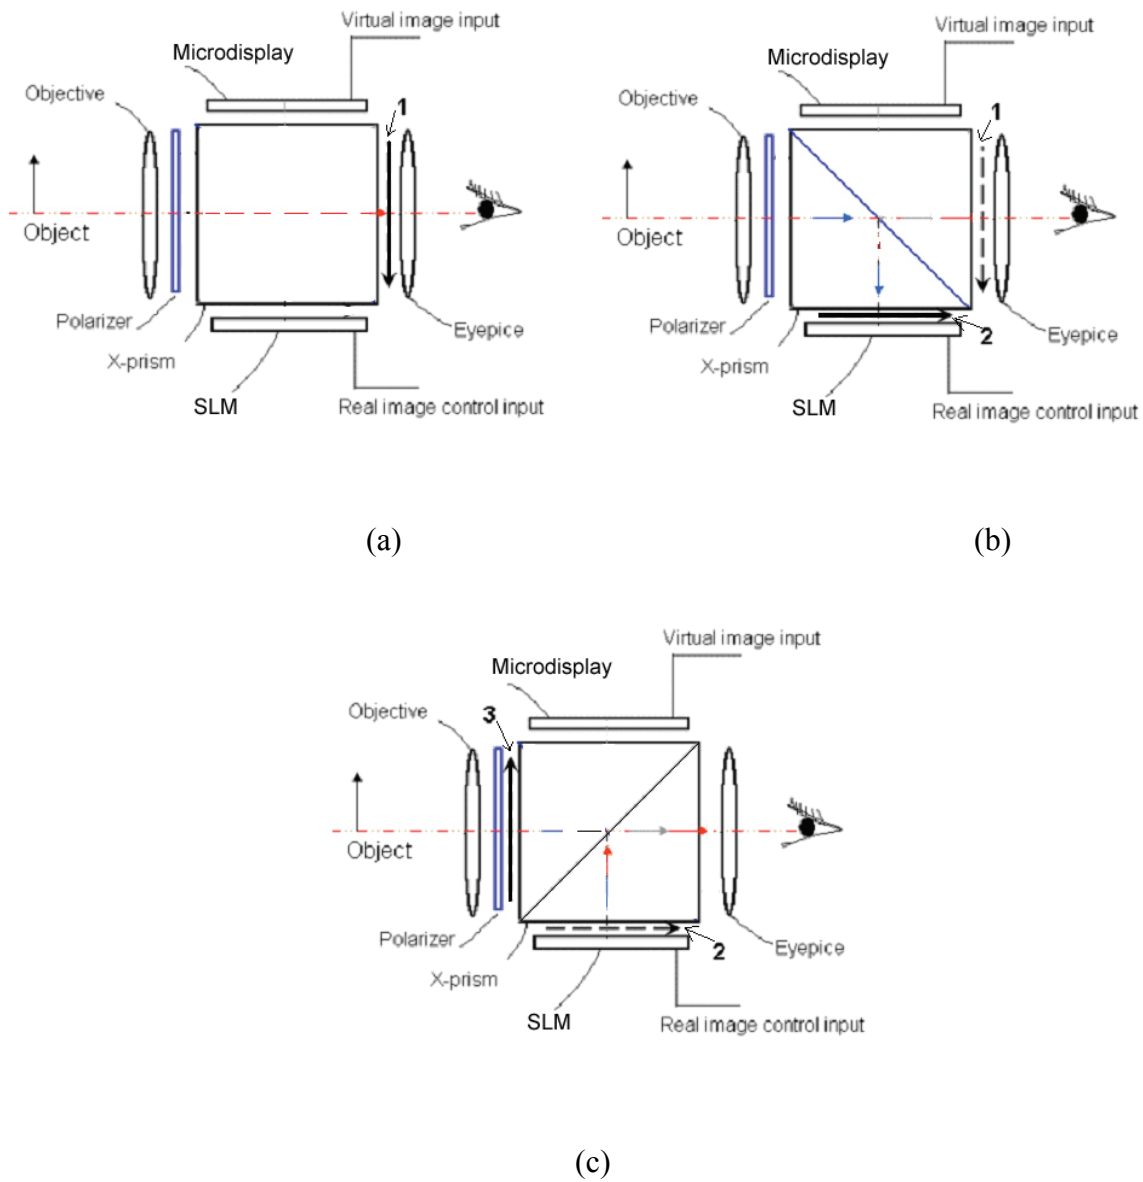 Virtual image input
Microdisplay
Objective
1
Object
Polarizer
X-prism
Eyepice
SLM
Real image control input
(a)
Virtual image input
Microdisplay
Objective
1
Object
Polarizer
X-prism
2
Eyepice
SLM
Real image control input
(b)
Virtual image input
Microdisplay
Objective
3
Object
Polarizer
X-prism
2
Eyepice
SLM
Real image control input
(c)